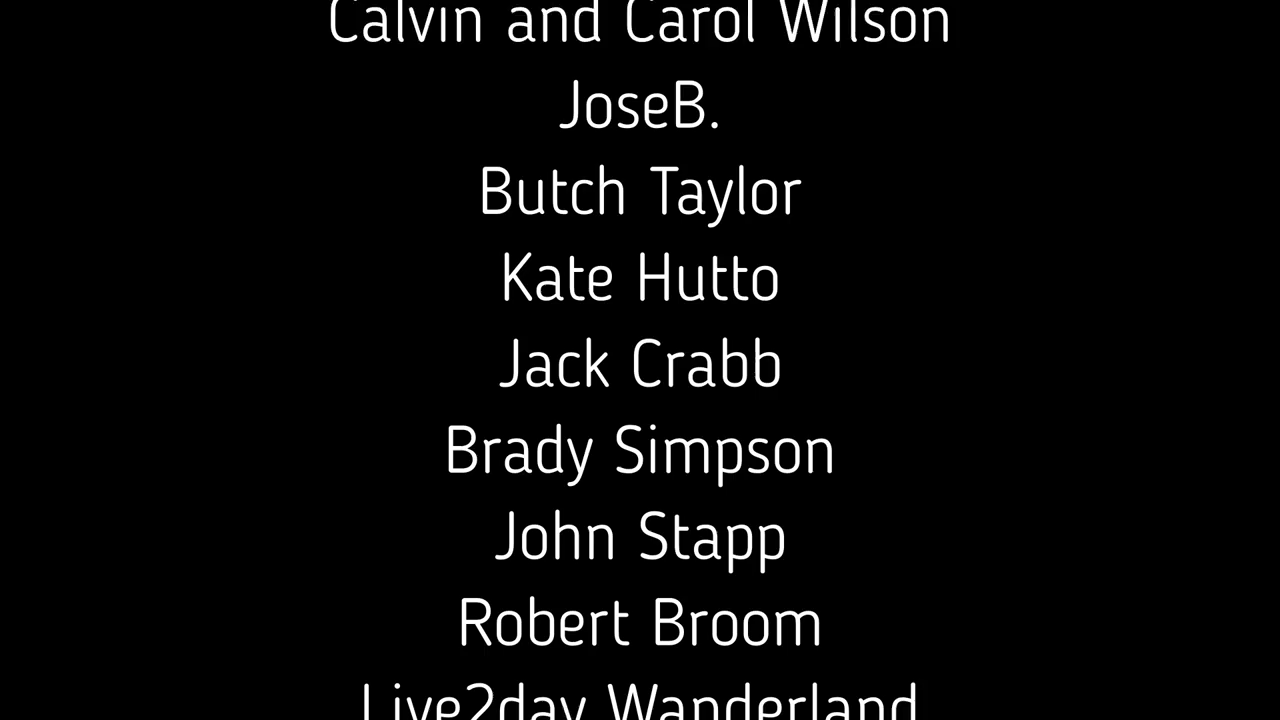 Calvin and Carol Wilson
JoseB.
Butch Taylor
Kate Hutto
Jack Crabb
Brady Simpson
John Stapp
Robert Broom
Live2day Wanderland